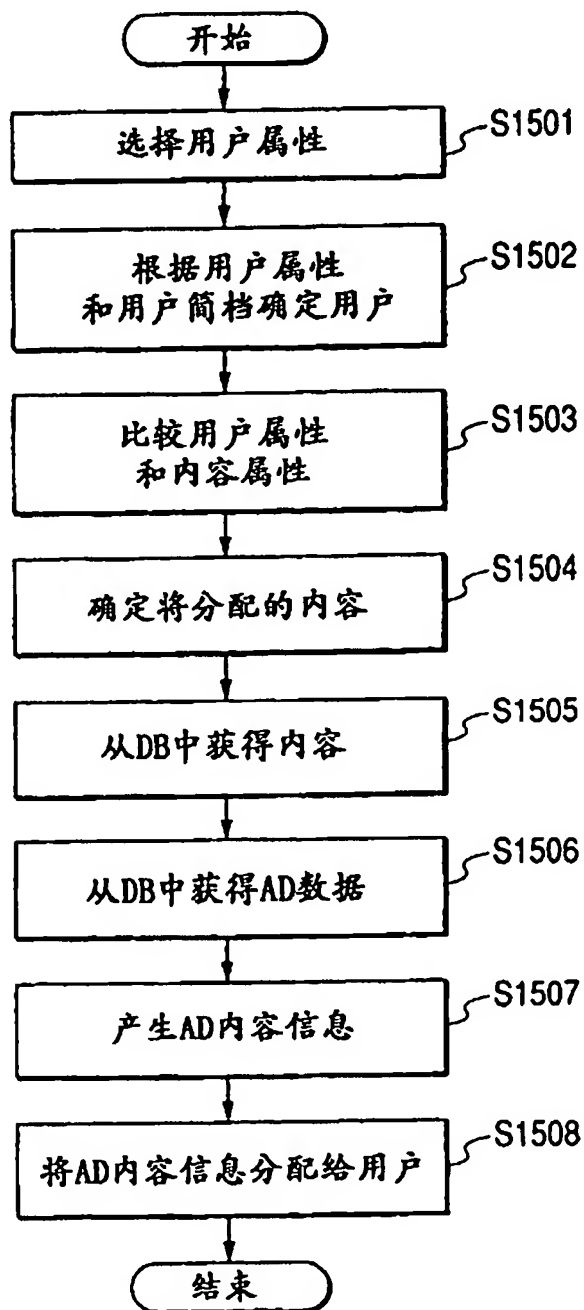 开始
选择用户属性
S1501
根据用户属性
和用户简档确定用户
S1502
比较用户属性
和内容属性
S1503
确定将分配的内容
S1504
从DB中获得内容
S1505
从DB中获得AD数据
S1506
产生AD内容信息
S1507
将AD内容信息分配给用户
S1508
结束